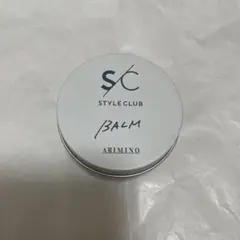 S/C
STYLE CLUB
BALM
ARIMINO